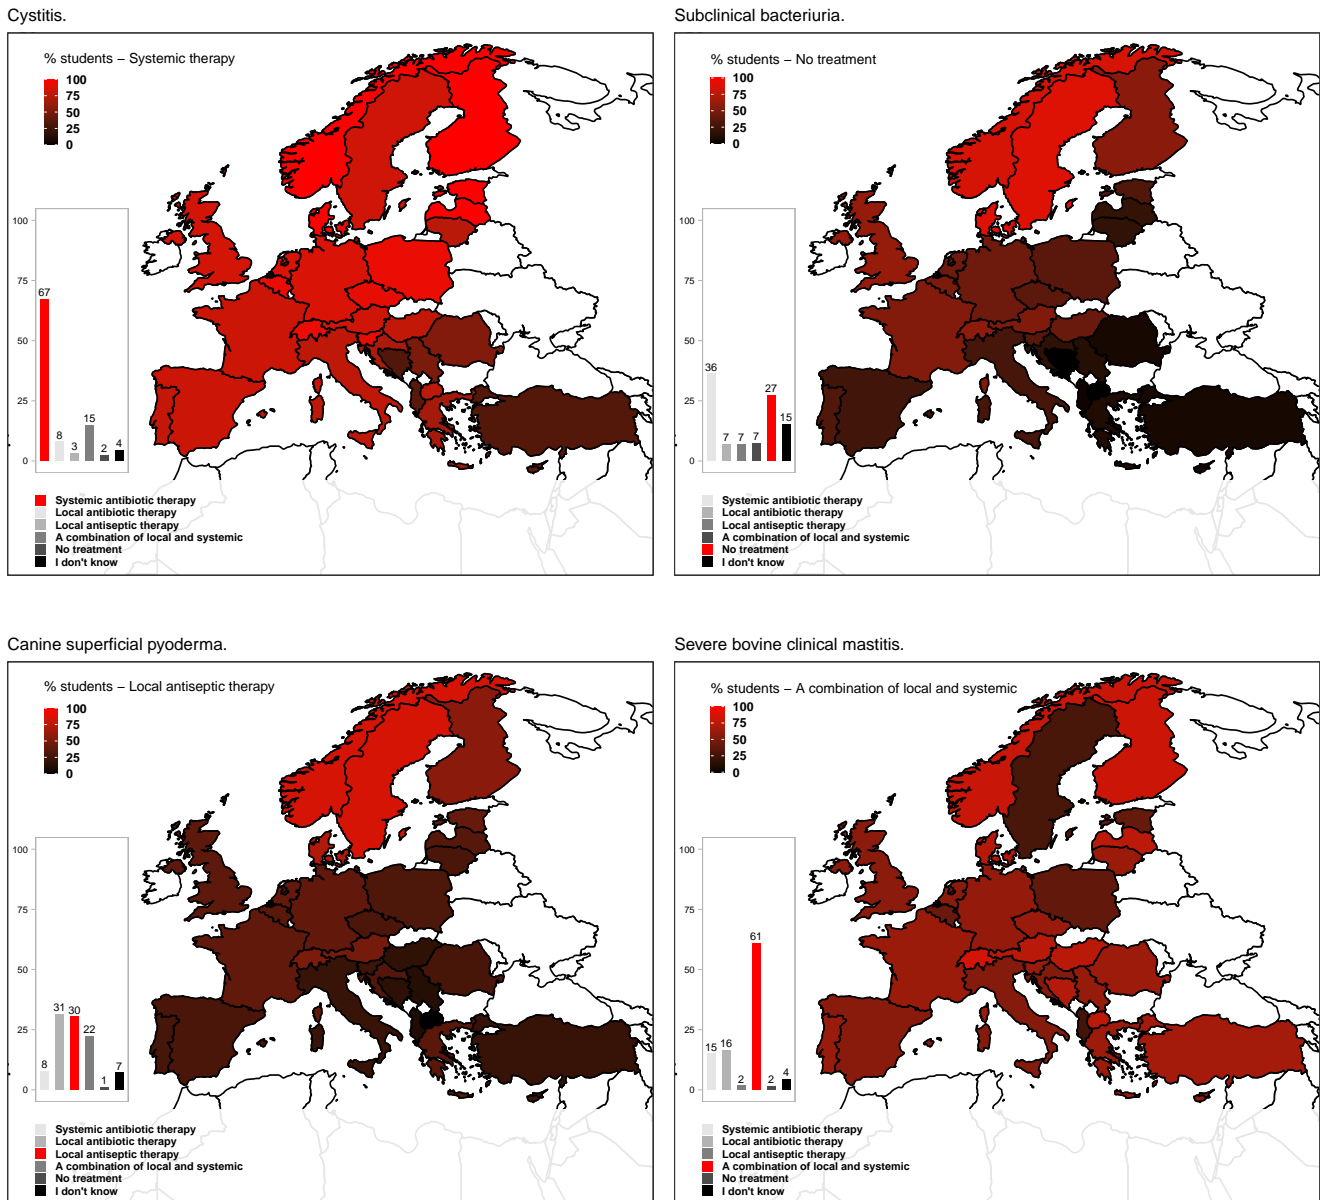 Cystitis.
% students – Systemic therapy
100
75
50
25
0
100
75
50
25
0
67
8
3
15
2
4
Systemic antibiotic therapy
Local antibiotic therapy
Local antiseptic therapy
A combination of local and systemic
No treatment
I don't know
Subclinical bacteriuria.
% students – No treatment
100
75
50
25
0
100
75
50
25
0
36
7
7
7
27
15
Systemic antibiotic therapy
Local antibiotic therapy
Local antiseptic therapy
A combination of local and systemic
No treatment
I don't know
Canine superficial pyoderma.
% students – Local antiseptic therapy
100
75
50
25
0
100
75
50
25
0
8
31
30
22
1
7
Systemic antibiotic therapy
Local antibiotic therapy
Local antiseptic therapy
A combination of local and systemic
No treatment
I don't know
Severe bovine clinical mastitis.
% students – A combination of local and systemic
100
75
50
25
0
100
75
50
25
0
15
16
2
61
2
4
Systemic antibiotic therapy
Local antibiotic therapy
Local antiseptic therapy
A combination of local and systemic
No treatment
I don't know